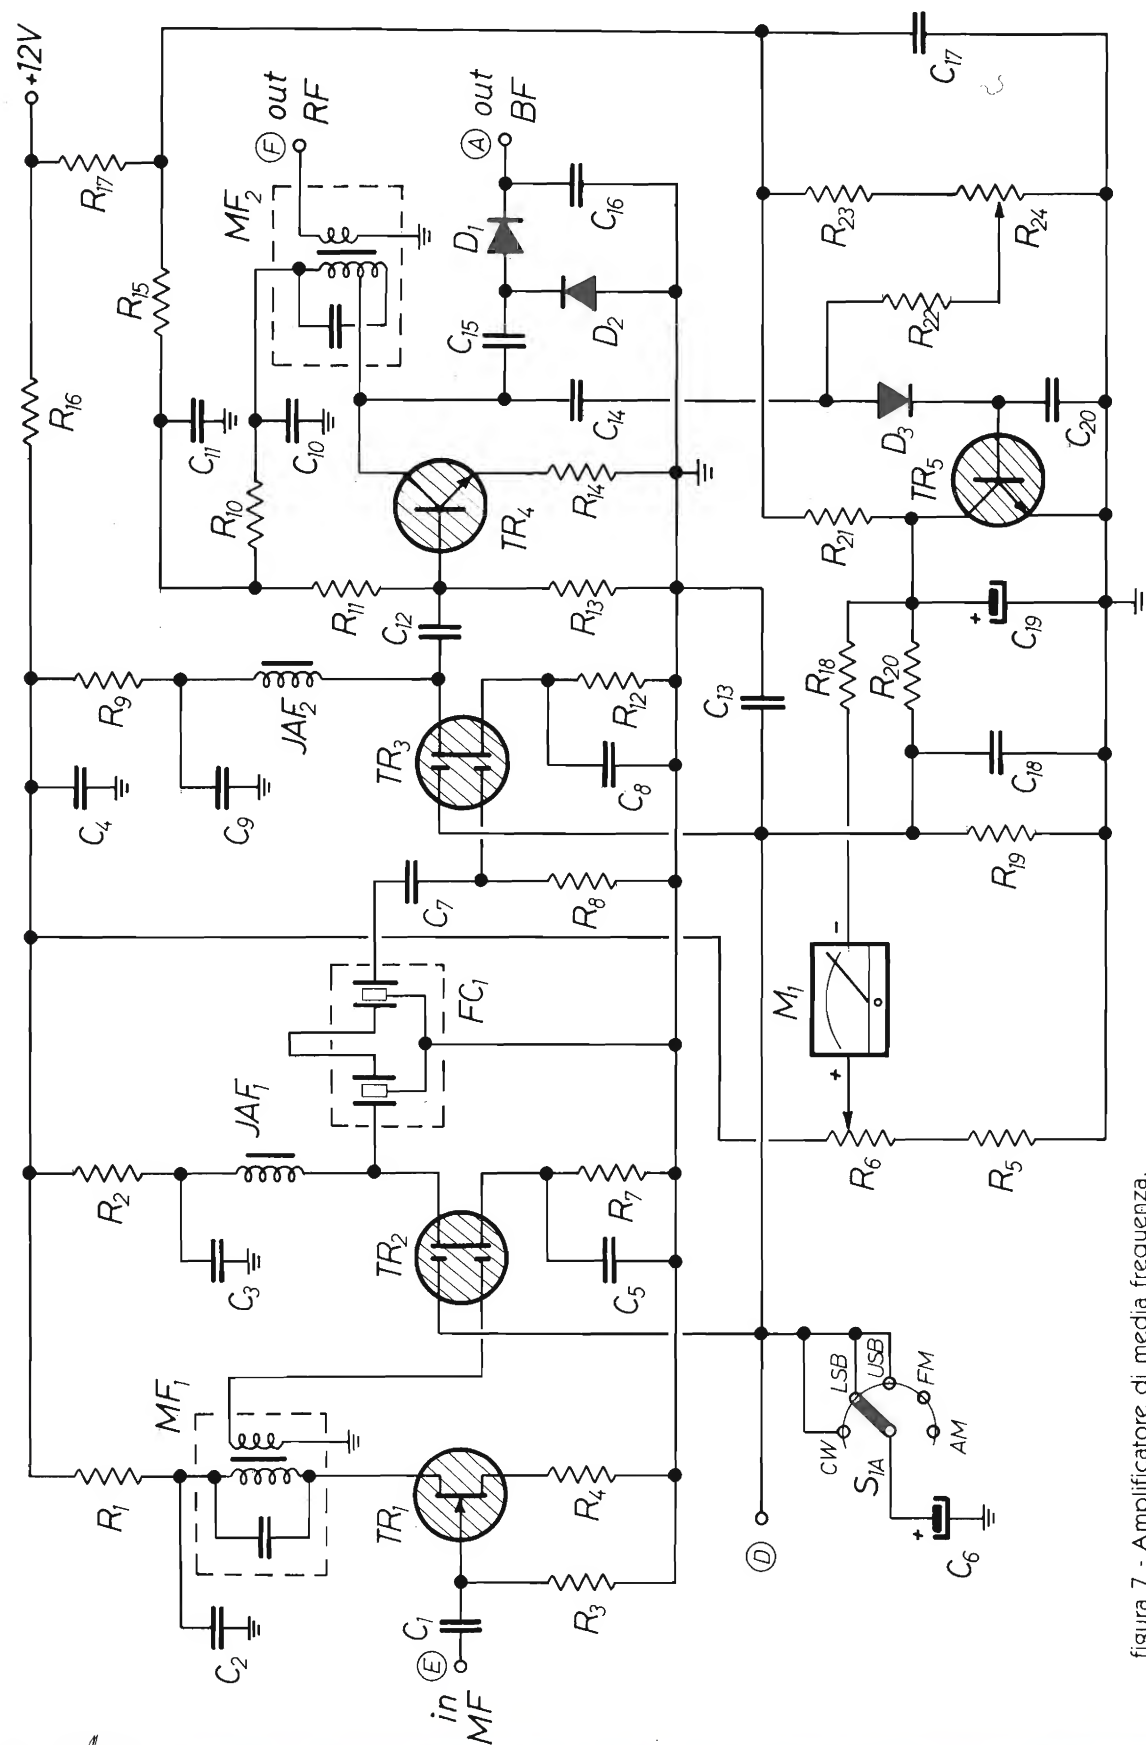 +12V
R16
R17
R15
MF2
F out
RF
A out
BF
D1
C16
C15
D2
C14
R10
C10
C11
R11
TR4
R14
C12
R13
R9
JAF2
C4
C9
TR3
R12
C8
C7
R8
C13
FC1
JAF1
R2
C3
TR2
R7
C5
MF1
R1
C2
TR1
R4
C1
R3
E
in
MF
D
C17
R23
R24
R22
D3
C20
TR5
R21
R18
R20
+
C19
C18
R19
-
M1
+
R6
R5
LSB
USB
FM
AM
CW
S1A
+
C6
figura 7 - Amplificatore di media frequenza.